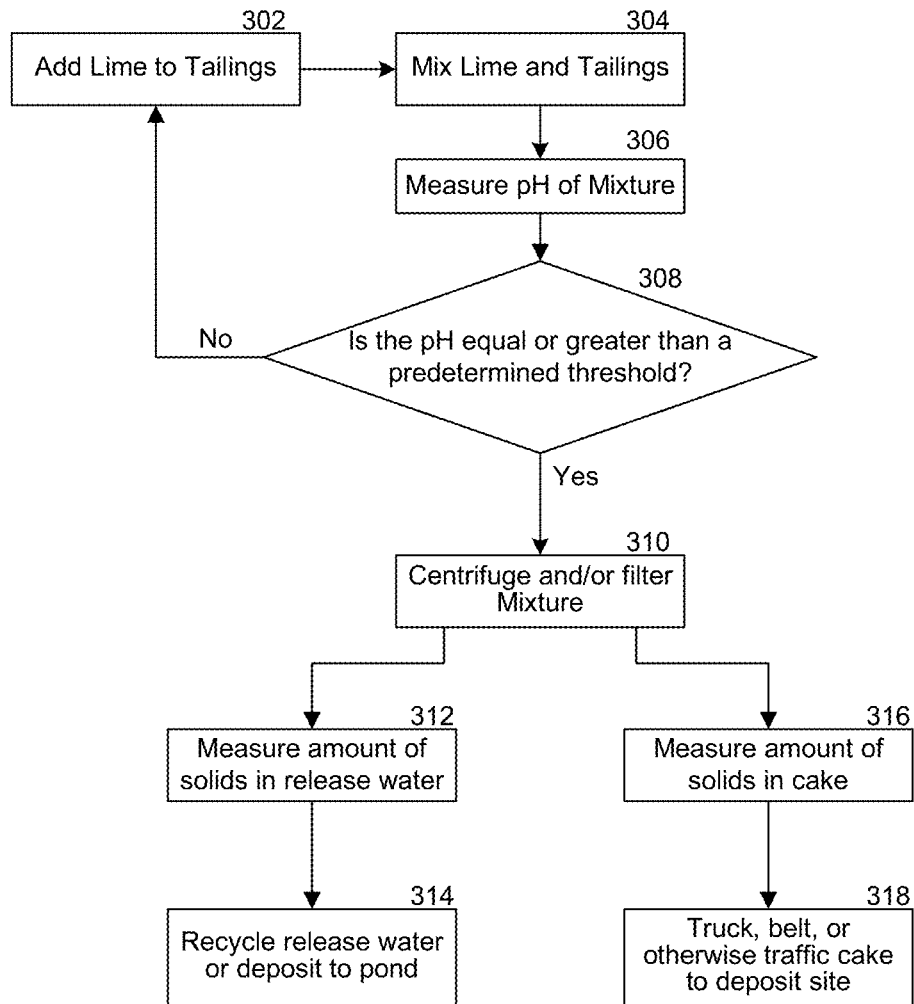 302
Add Lime to Tailings
304
Mix Lime and Tailings
306
Measure pH of Mixture
308
Is the pH equal or greater than a
predetermined threshold?
No
Yes
310
Centrifuge and/or filter
Mixture
312
Measure amount of
solids in release water
316
Measure amount of
solids in cake
314
Recycle release water
or deposit to pond
318
Truck, belt, or
otherwise traffic cake
to deposit site